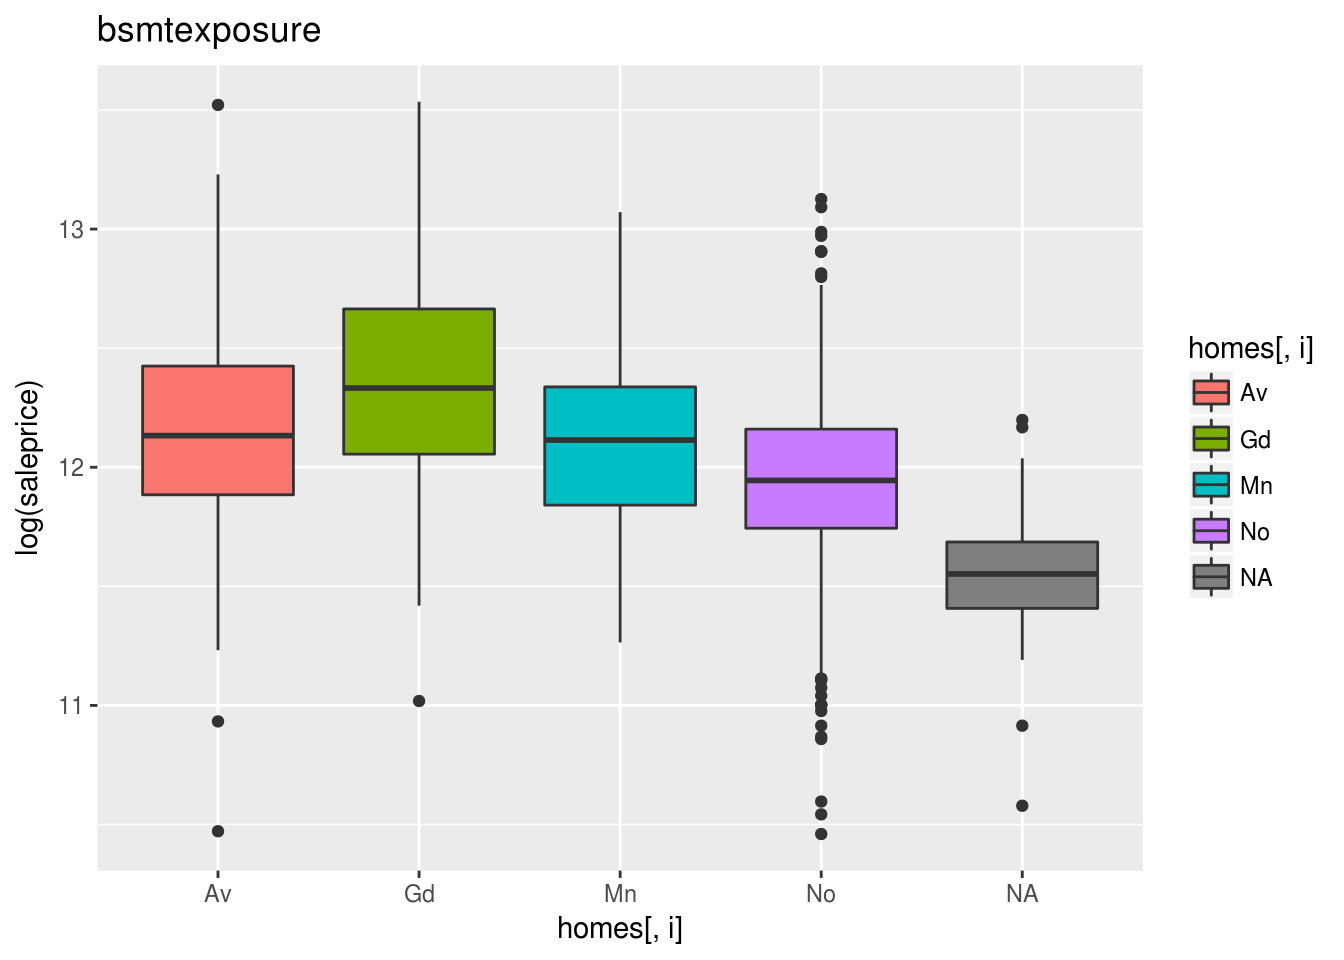 bsmtexposure
log(saleprice)
13
12
11
Av
Gd
Mn
No
NA
homes[, i]
homes[, i]
Av
Gd
Mn
No
NA